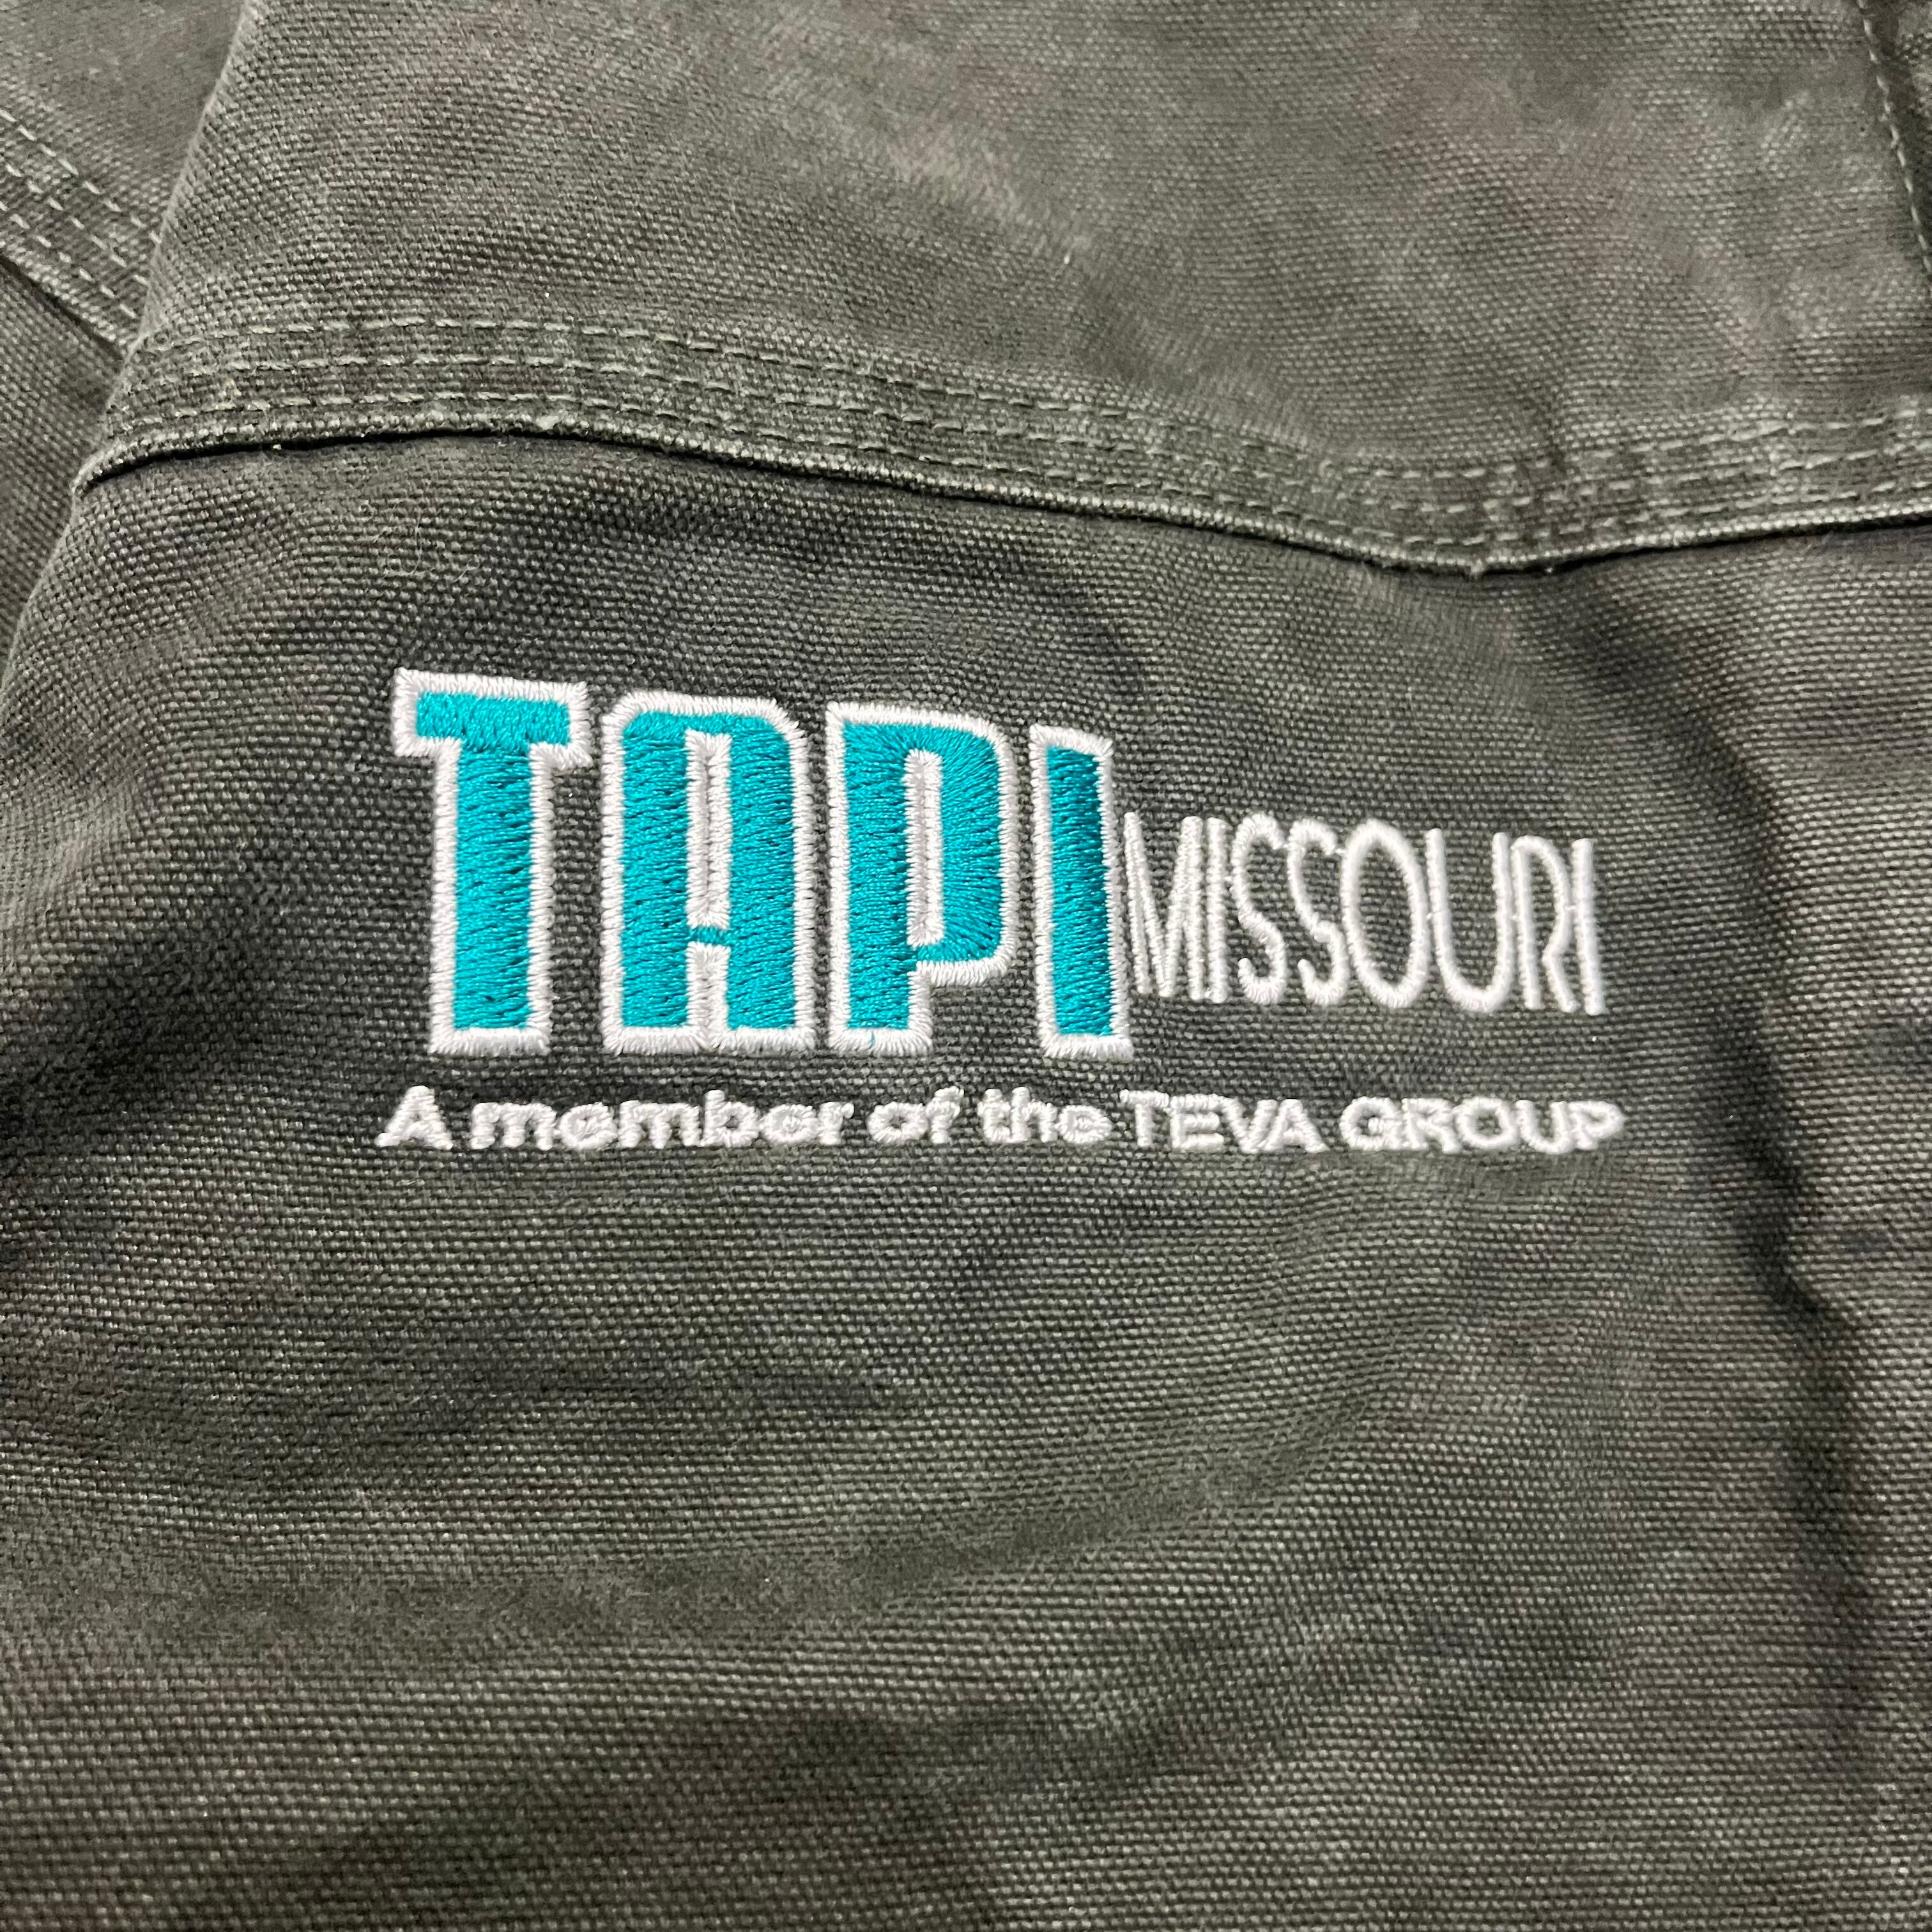 TAPI MISSOURI
A member of the TEVA GROUP